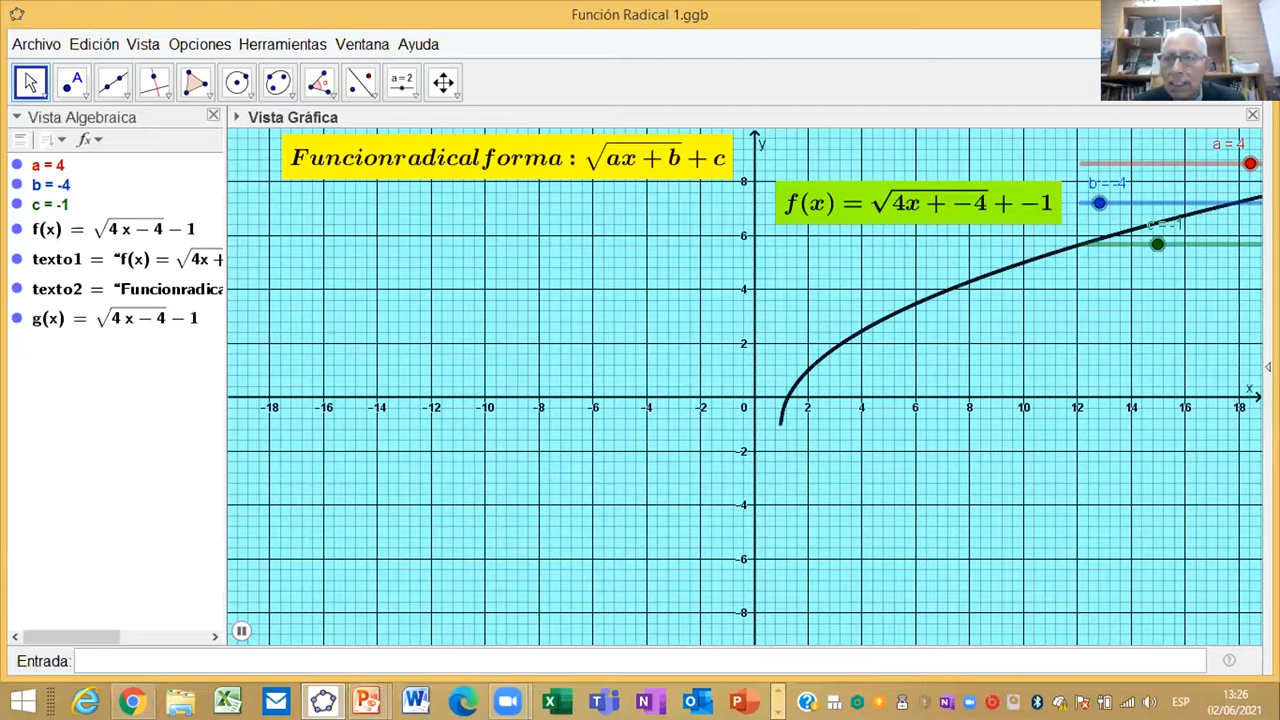 Función Radical 1.ggb
Archivo Edición Vista Opciones Herramientas Ventana Ayuda
A
a=2
Vista Algebraica
Vista Gráfica
fx
a = 4
b = -4
c = -1
f(x) = √(4 x − 4) − 1
texto1 = “f(x) = √4x +
texto2 = “Funcionradica
g(x) = √(4 x − 4) − 1
Funcionradicalforma : √(ax + b) + c
y
a = 4
b = -4
f(x) = √(4x + −4) + −1
c = -1
8
6
4
2
x
-18 -16 -14 -12 -10 -8 -6 -4 -2 0 2 4 6 8 10 12 14 16 18
-2
-4
-6
-8
Entrada:
ESP
13:26
02/06/2021